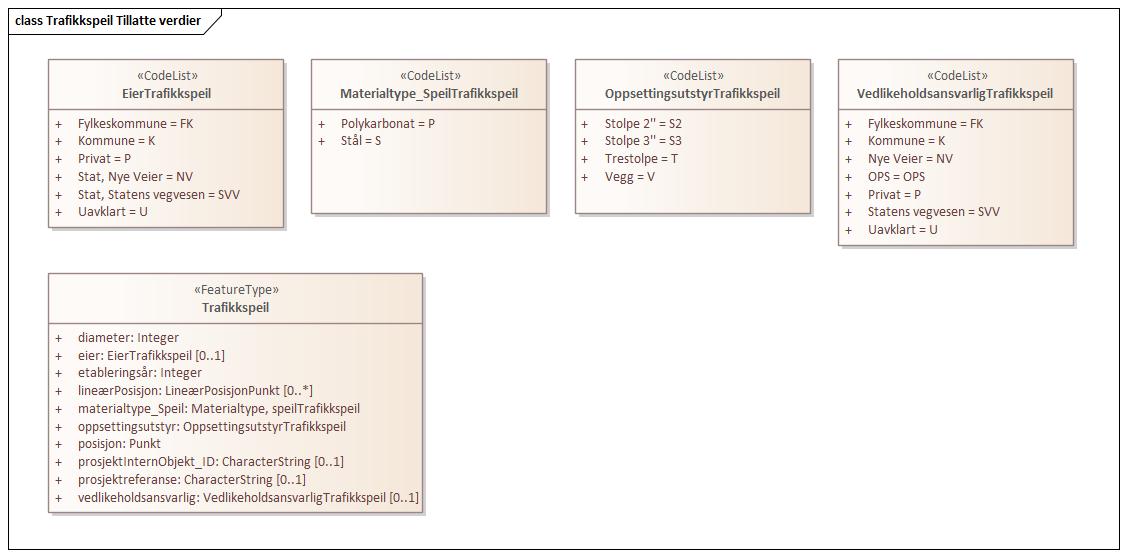 class Trafikkspeil Tillatte verdier
«CodeList»
EierTrafikkspeil
+ Fylkeskommune = FK
+ Kommune = K
+ Privat = P
+ Stat, Nye Veier = NV
+ Stat, Statens vegvesen = SVV
+ Uavklart = U
«CodeList»
Materialtype_SpeilTrafikkspeil
+ Polykarbonat = P
+ Stål = S
«CodeList»
OppsettingsutstyrTrafikkspeil
+ Stolpe 2" = S2
+ Stolpe 3" = S3
+ Trestolpe = T
+ Vegg = V
«CodeList»
VedlikeholdsansvarligTrafikkspeil
+ Fylkeskommune = FK
+ Kommune = K
+ Nye Veier = NV
+ OPS = OPS
+ Privat = P
+ Statens vegvesen = SVV
+ Uavklart = U
«FeatureType»
Trafikkspeil
+ diameter: Integer
+ eier: EierTrafikkspeil [0..1]
+ etableringsår: Integer
+ lineærPosisjon: LineærPosisjonPunkt [0..*]
+ materialtype_Speil: Materialtype, speilTrafikkspeil
+ oppsettingsutstyr: OppsettingsutstyrTrafikkspeil
+ posisjon: Punkt
+ prosjektInternObjekt_ID: CharacterString [0..1]
+ prosjektreferanse: CharacterString [0..1]
+ vedlikeholdsansvarlig: VedlikeholdsansvarligTrafikkspeil [0..1]